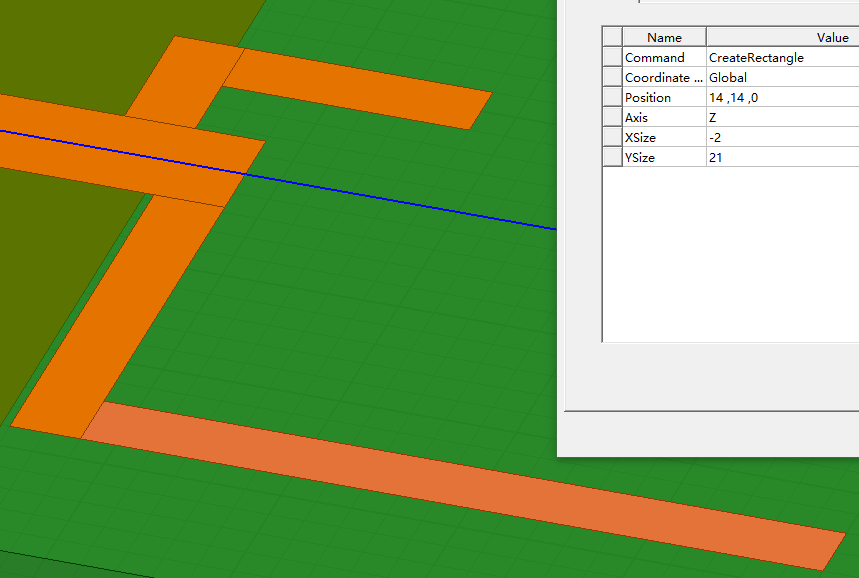 Name Value
Command CreateRectangle
Coordinate ... Global
Position 14 ,14 ,0
Axis Z
XSize -2
YSize 21